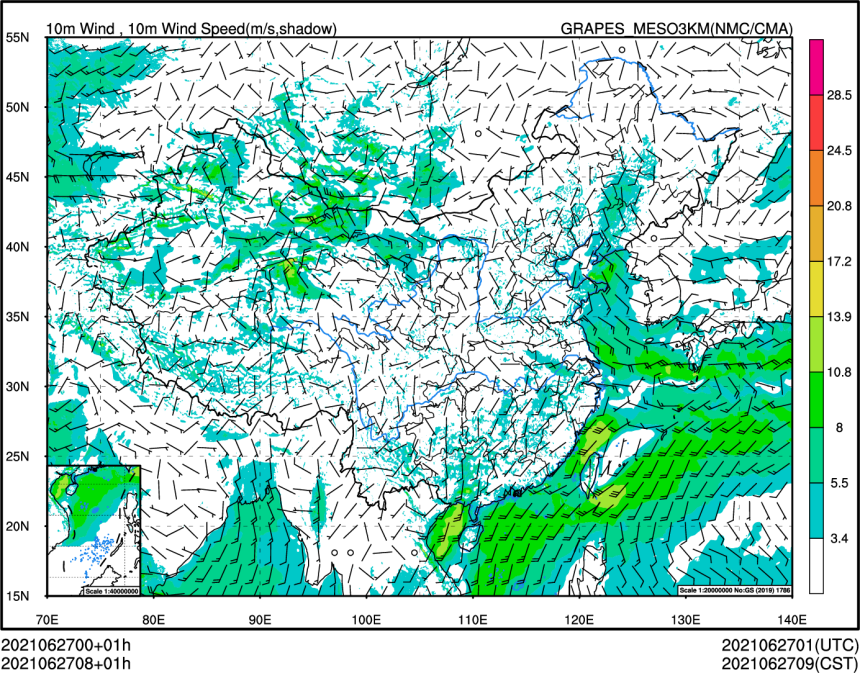 10m Wind , 10m Wind Speed(m/s,shadow) GRAPES_MESO3KM(NMC/CMA)
55N
50N
45N
40N
35N
30N
25N
20N
15N
28.5
24.5
20.8
17.2
13.9
10.8
8
5.5
3.4
Scale 1:40000000
Scale 1:20000000 No:GS (2019) 1786
70E 80E 90E 100E 110E 120E 130E 140E
2021062700+01h 2021062701(UTC)
2021062708+01h 2021062709(CST)